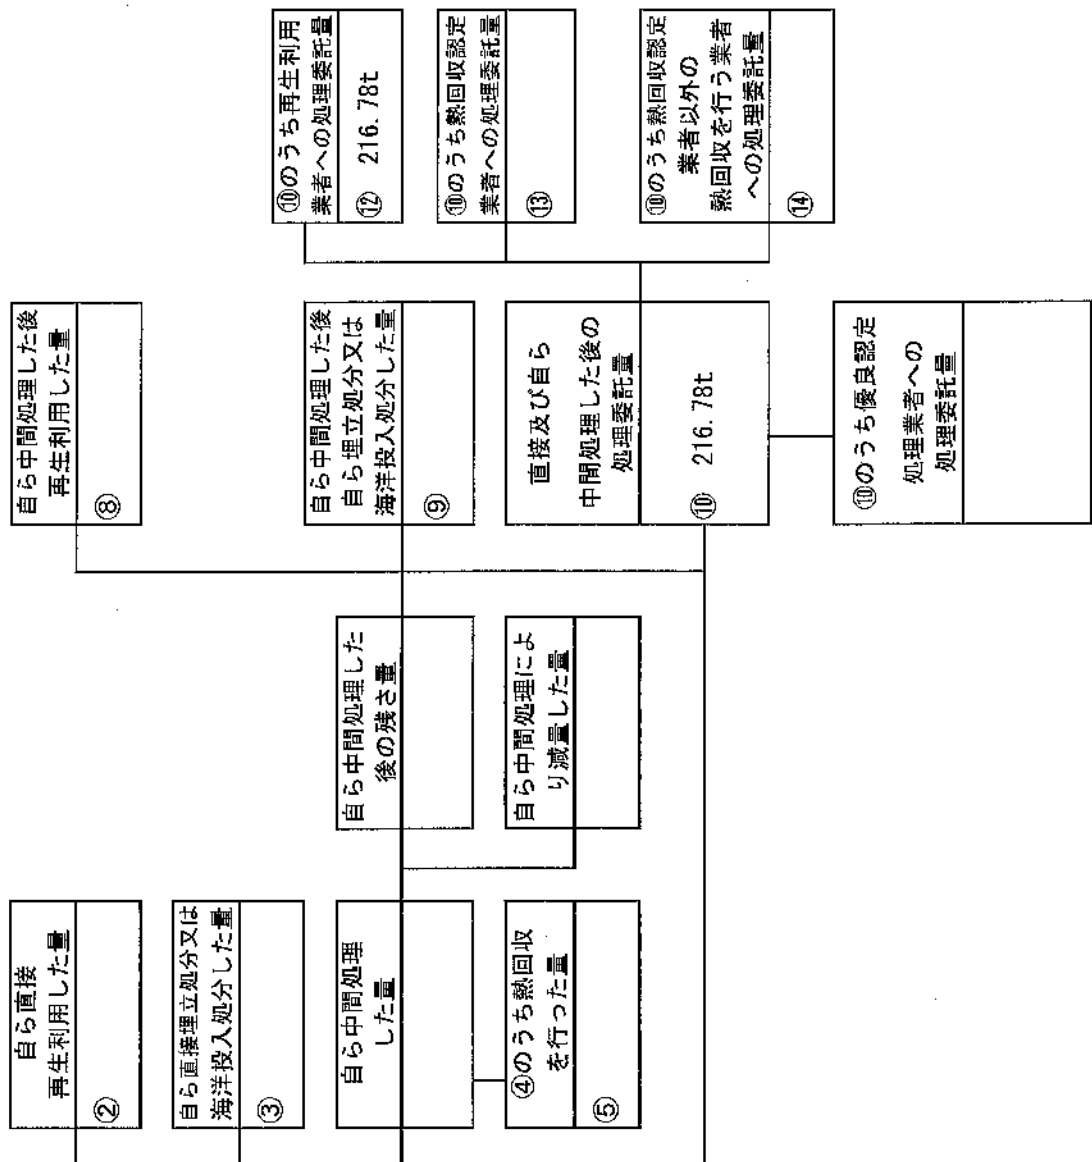 自ら直接
再生利用した量
②
自ら直接埋立処分又は
海洋投入処分した量
③
自ら中間処理
した量
④のうち熱回収
を行った量
⑤
自ら中間処理した
後の残さ量
自ら中間処理によ
り減量した量
自ら中間処理した後
再生利用した量
⑧
自ら中間処理した後
自ら埋立処分又は
海洋投入処分した量
⑨
直接及び自ら
中間処理した後の
処理委託量
⑩ 216.78t
⑩のうち優良認定
処理業者への
処理委託量
⑩のうち再生利用
業者への処理委託量
⑫ 216.78t
⑩のうち熱回収認定
業者への処理委託量
⑬
⑩のうち熱回収認定
業者以外の
熱回収を行う業者
への処理委託量
⑭